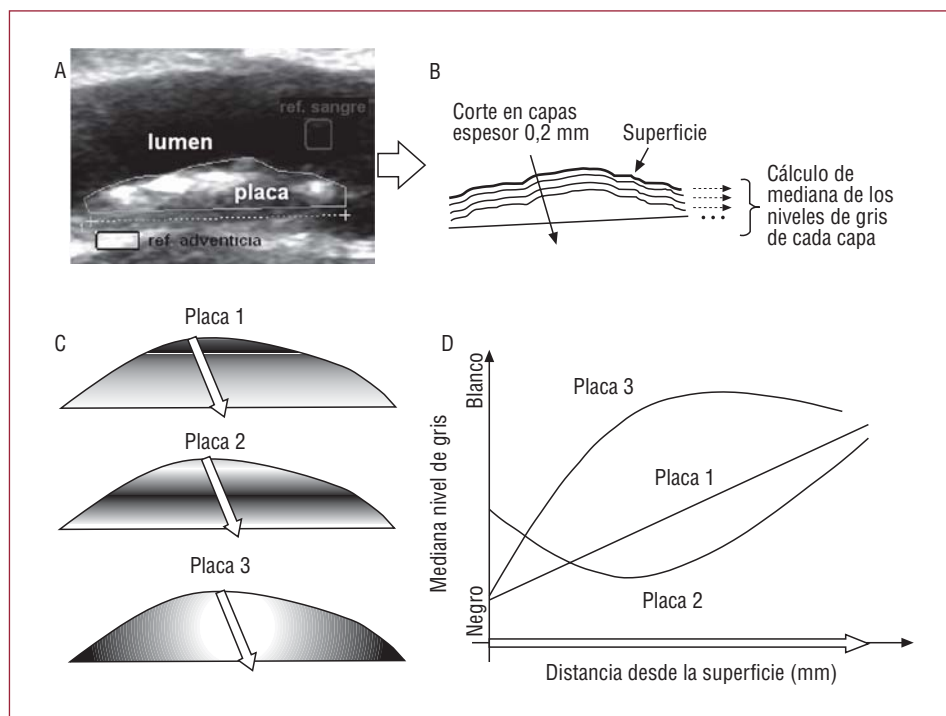 A
ref. sangre
lumen
placa
ref. adventicia
B
Corte en capas
espesor 0,2 mm
Superficie
Cálculo de
mediana de los
niveles de gris
de cada capa
C
Placa 1
Placa 2
Placa 3
D
Blanco
Mediana nivel de gris
Negro
Placa 3
Placa 1
Placa 2
Distancia desde la superficie (mm)